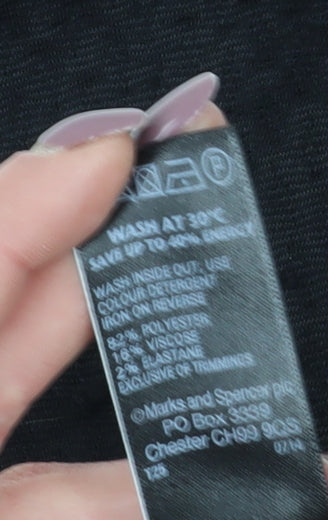 P
WASH AT 30°C
SAVE UP TO 40% ENERGY
WASH INSIDE OUT, USE
COLOUR DETERGENT
IRON ON REVERSE
82% POLYESTER
16% VISCOSE
2% ELASTANE
EXCLUSIVE OF TRIMMINGS
©Marks and Spencer plc
PO Box 3339
Chester CH99 9QS
T25 07/14